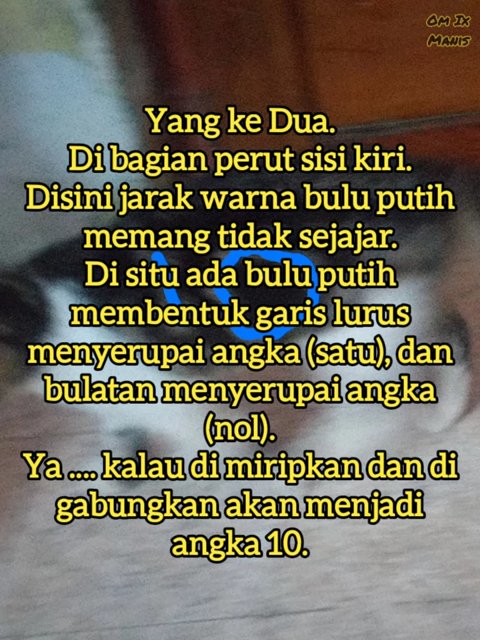 Om Ix
Manis
Yang ke Dua.
Di bagian perut sisi kiri.
Disini jarak warna bulu putih
memang tidak sejajar.
Di situ ada bulu putih
membentuk garis lurus
menyerupai angka (satu), dan
bulatan menyerupai angka
(nol).
Ya .... kalau di miripkan dan di
gabungkan akan menjadi
angka 10.